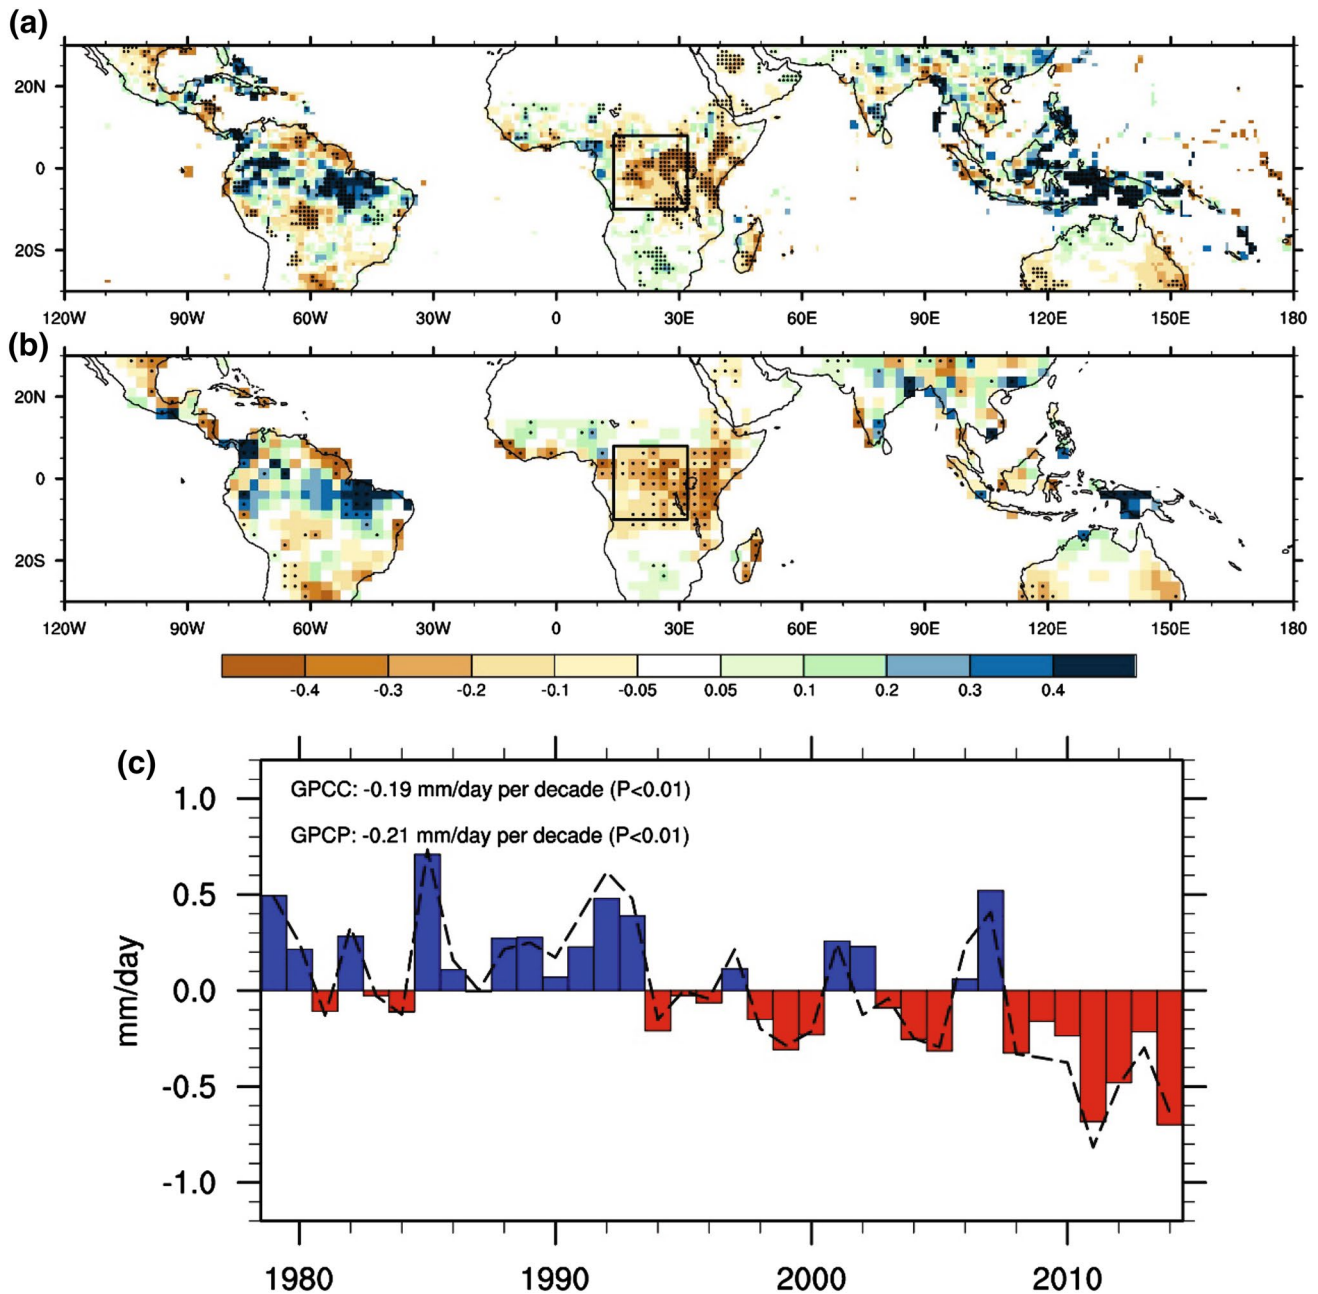 (a)
20N
0
20S
120W 90W 60W 30W 0 30E 60E 90E 120E 150E 180
(b)
20N
0
20S
120W 90W 60W 30W 0 30E 60E 90E 120E 150E 180
-0.4 -0.3 -0.2 -0.1 -0.05 0.05 0.1 0.2 0.3 0.4
(c)
GPCC: -0.19 mm/day per decade (P<0.01)
GPCP: -0.21 mm/day per decade (P<0.01)
1.0
0.5
0.0
-0.5
-1.0
mm/day
1980 1990 2000 2010